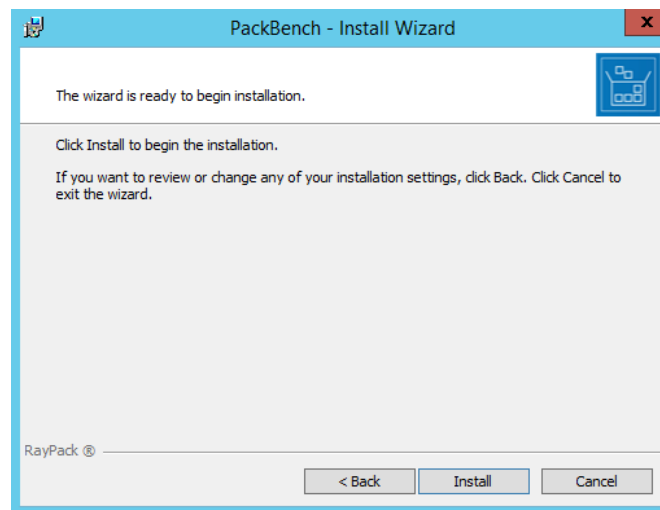 PackBench - Install Wizard
x
The wizard is ready to begin installation.
Click Install to begin the installation.
If you want to review or change any of your installation settings, click Back. Click Cancel to
exit the wizard.
RayPack ®
< Back Install Cancel